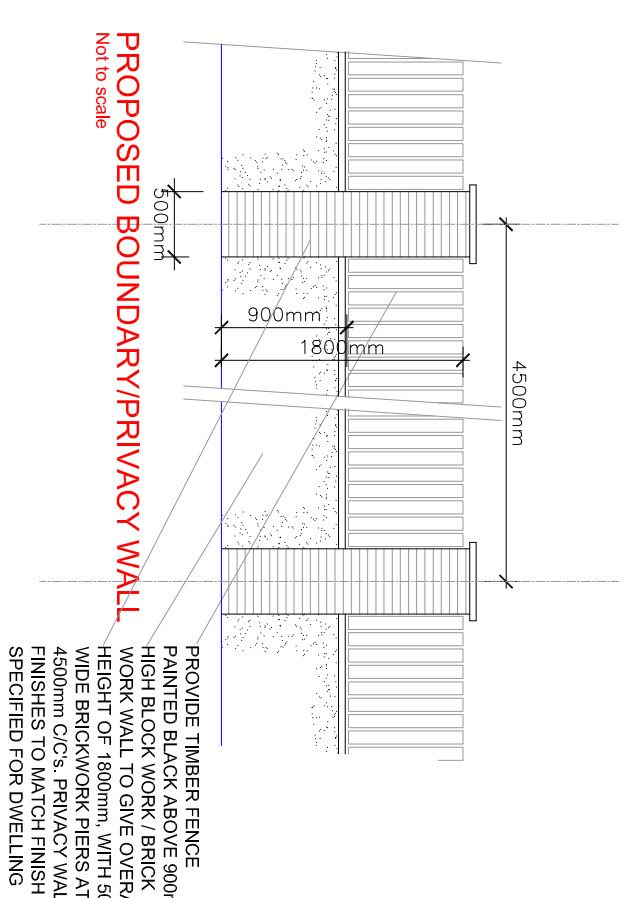 PROPOSED BOUNDARY/PRIVACY WALL
Not to scale
500mm
900mm
1800mm
4500mm
PROVIDE TIMBER FENCE
PAINTED BLACK ABOVE
HIGH BLOCK WORK / BRICK
WORK WALL TO GIVE
HEIGHT OF 1800mm, WITH
WIDE BRICKWORK PIERS AT
4500mm C/C's. PRIVACY
FINISHES TO MATCH FINISH
SPECIFIED FOR DWELLING